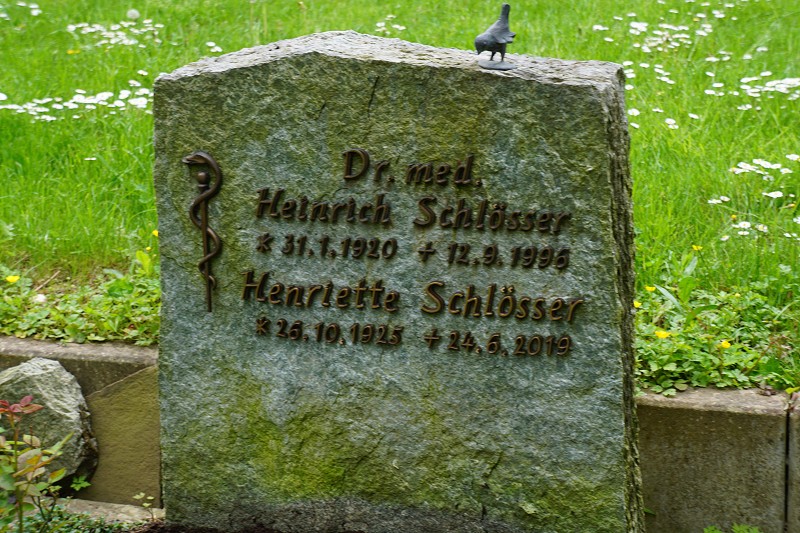 Dr. med.
Heinrich Schlösser
* 31.1.1920 + 12.9.1996
Henriette Schlösser
* 26.10.1925 + 24.6.2019